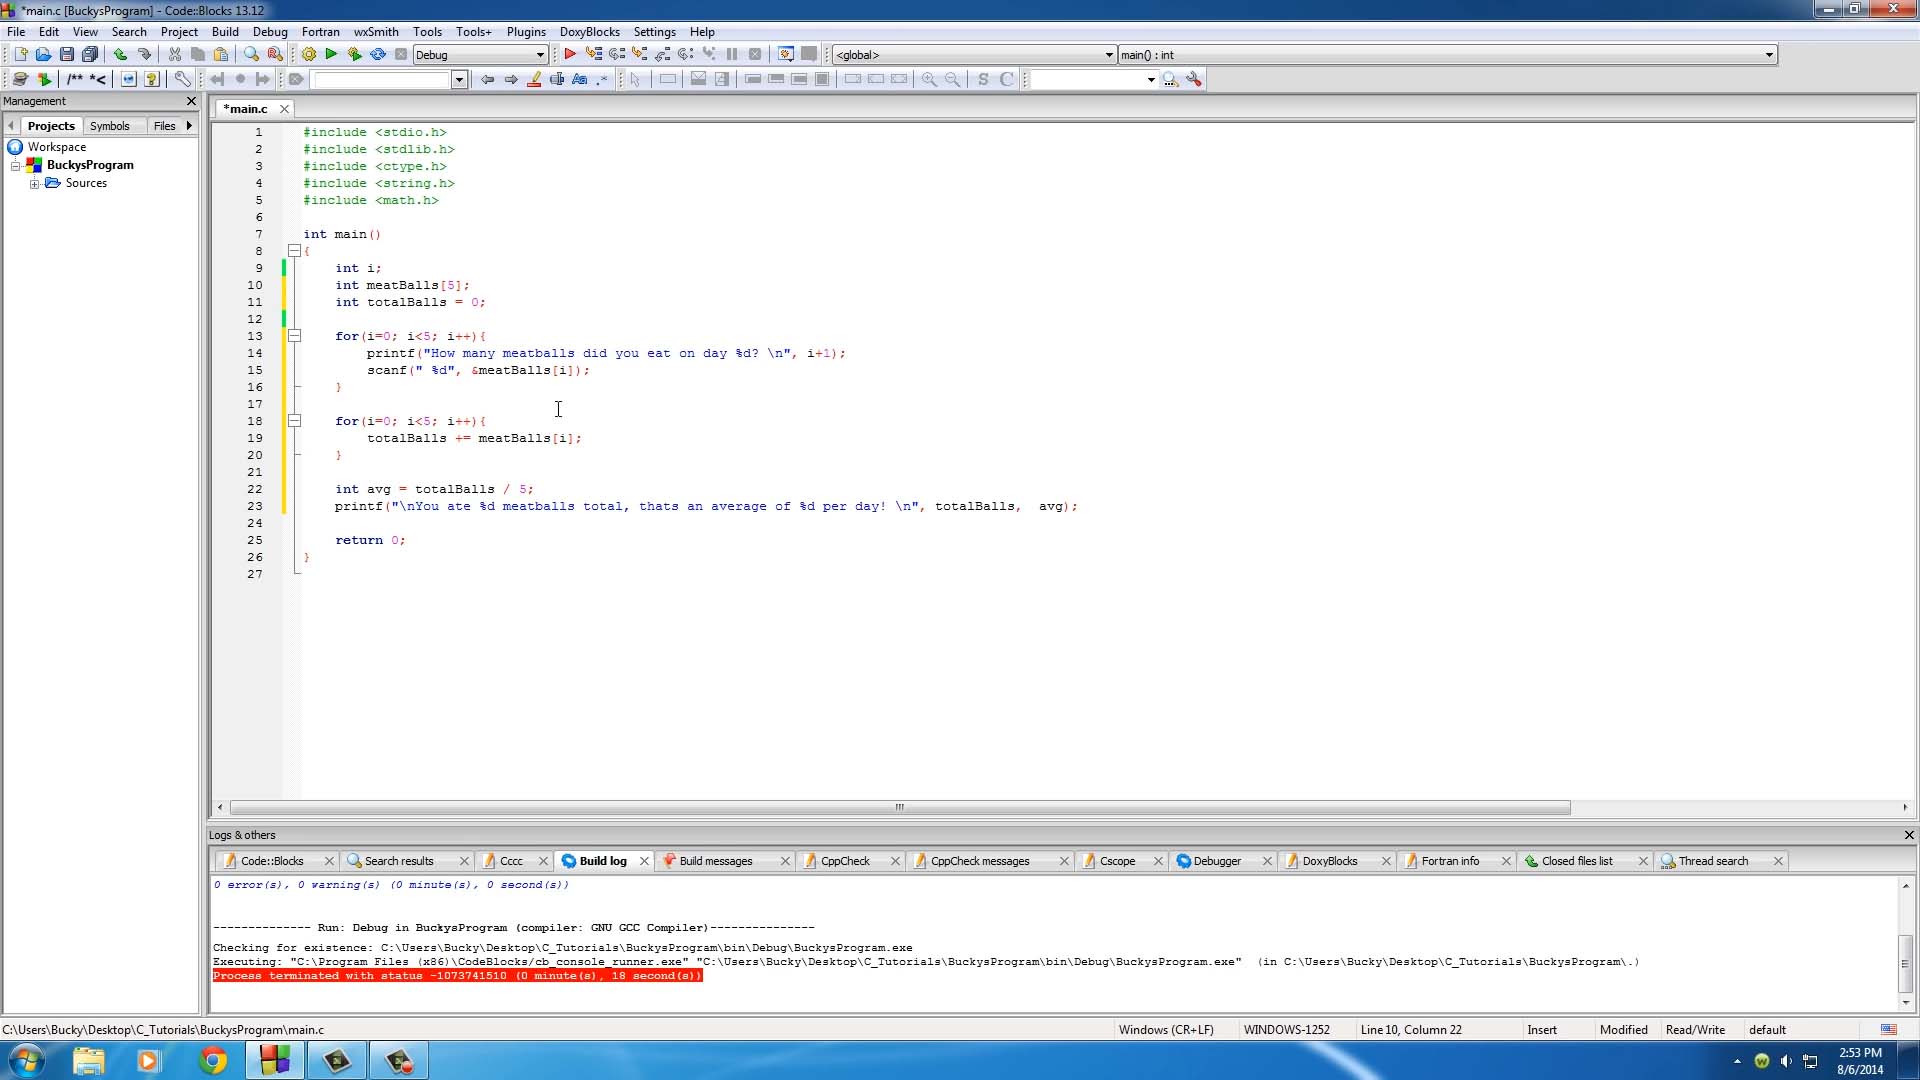 *main.c [BuckysProgram] - Code::Blocks 13.12
File Edit View Search Project Build Debug Fortran wxSmith Tools Tools+ Plugins DoxyBlocks Settings Help
Debug <global> main() : int
/** *<
Management
*main.c
Projects Symbols Files
Workspace
BuckysProgram
Sources
1 #include <stdio.h>
2 #include <stdlib.h>
3 #include <ctype.h>
4 #include <string.h>
5 #include <math.h>
6
7 int main()
8 {
9 int i;
10 int meatBalls[5];
11 int totalBalls = 0;
12
13 for(i=0; i<5; i++){
14 printf("How many meatballs did you eat on day %d? \n", i+1);
15 scanf(" %d", &meatBalls[i]);
16 }
17
18 for(i=0; i<5; i++){
19 totalBalls += meatBalls[i];
20 }
21
22 int avg = totalBalls / 5;
23 printf("\nYou ate %d meatballs total, thats an average of %d per day! \n", totalBalls,  avg);
24
25 return 0;
26 }
27
Logs & others
Code::Blocks Search results Cccc Build log Build messages CppCheck CppCheck messages Cscope Debugger DoxyBlocks Fortran info Closed files list Thread search
0 error(s), 0 warning(s) (0 minute(s), 0 second(s))
-------------- Run: Debug in BuckysProgram (compiler: GNU GCC Compiler)---------------
Checking for existence: C:\Users\Bucky\Desktop\C_Tutorials\BuckysProgram\bin\Debug\BuckysProgram.exe
Executing: "C:\Program Files (x86)\CodeBlocks/cb_console_runner.exe" "C:\Users\Bucky\Desktop\C_Tutorials\BuckysProgram\bin\Debug\BuckysProgram.exe"  (in C:\Users\Bucky\Desktop\C_Tutorials\BuckysProgram\.)
Process terminated with status -1073741510 (0 minute(s), 18 second(s))
C:\Users\Bucky\Desktop\C_Tutorials\BuckysProgram\main.c Windows (CR+LF) WINDOWS-1252 Line 10, Column 22 Insert Modified Read/Write default
2:53 PM
8/6/2014